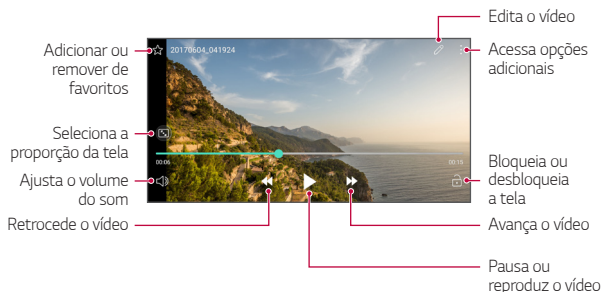 Edita o vídeo
Adicionar ou
remover de
favoritos
20170604_041924
Acessa opções
adicionais
Seleciona a
proporção da tela
00:06
00:16
Ajusta o volume
do som
Bloqueia ou
desbloqueia
a tela
Retrocede o vídeo
Avança o vídeo
Pausa ou
reproduz o vídeo